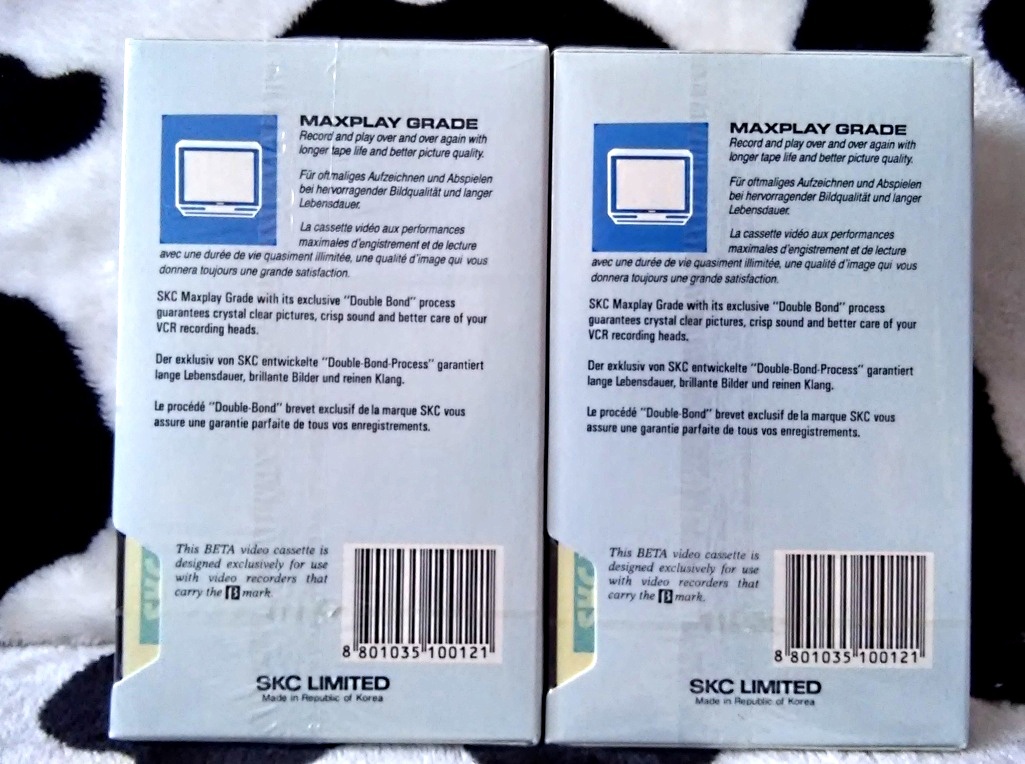 MAXPLAY GRADE
Record and play over and over again with
longer tape life and better picture quality.
Für oftmaliges Aufzeichnen und Abspielen
bei hervorragender Bildqualität und langer
Lebensdauer.
La cassette vidéo aux performances
maximales d'engistrement et de lecture
avec une durée de vie quasiment illimitée, une qualité d'image qui vous
donnera toujours une grande satisfaction.
SKC Maxplay Grade with its exclusive "Double Bond" process
guarantees crystal clear pictures, crisp sound and better care of your
VCR recording heads.
Der exklusiv von SKC entwickelte "Double-Bond-Process" garantiert
lange Lebensdauer, brillante Bilder und reinen Klang.
Le procédé "Double-Bond" brevet exclusif de la marque SKC vous
assure une garantie parfaite de tous vos enregistrements.
SKC
This BETA video cassette is
designed exclusively for use
with video recorders that
carry the β mark.
8 801035 100121
SKC LIMITED
Made in Republic of Korea
MAXPLAY GRADE
Record and play over and over again with
longer tape life and better picture quality.
Für oftmaliges Aufzeichnen und Abspielen
bei hervorragender Bildqualität und langer
Lebensdauer.
La cassette vidéo aux performances
maximales d'engistrement et de lecture
avec une durée de vie quasiment illimitée, une qualité d'image qui vous
donnera toujours une grande satisfaction.
SKC Maxplay Grade with its exclusive "Double Bond" process
guarantees crystal clear pictures, crisp sound and better care of your
VCR recording heads.
Der exklusiv von SKC entwickelte "Double-Bond-Process" garantiert
lange Lebensdauer, brillante Bilder und reinen Klang.
Le procédé "Double-Bond" brevet exclusif de la marque SKC vous
assure une garantie parfaite de tous vos enregistrements.
SKC
This BETA video cassette is
designed exclusively for use
with video recorders that
carry the β mark.
8 801035 100121
SKC LIMITED
Made in Republic of Korea